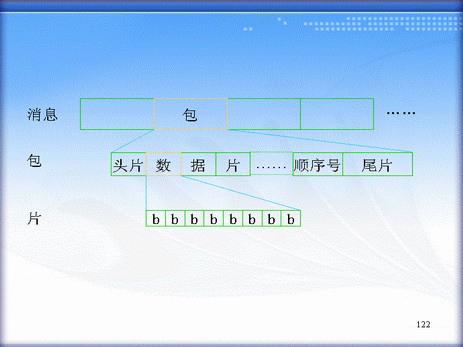 消息 包 ……
包 头片 数 据 片 …… 顺序号 尾片
片 b b b b b b b b
122